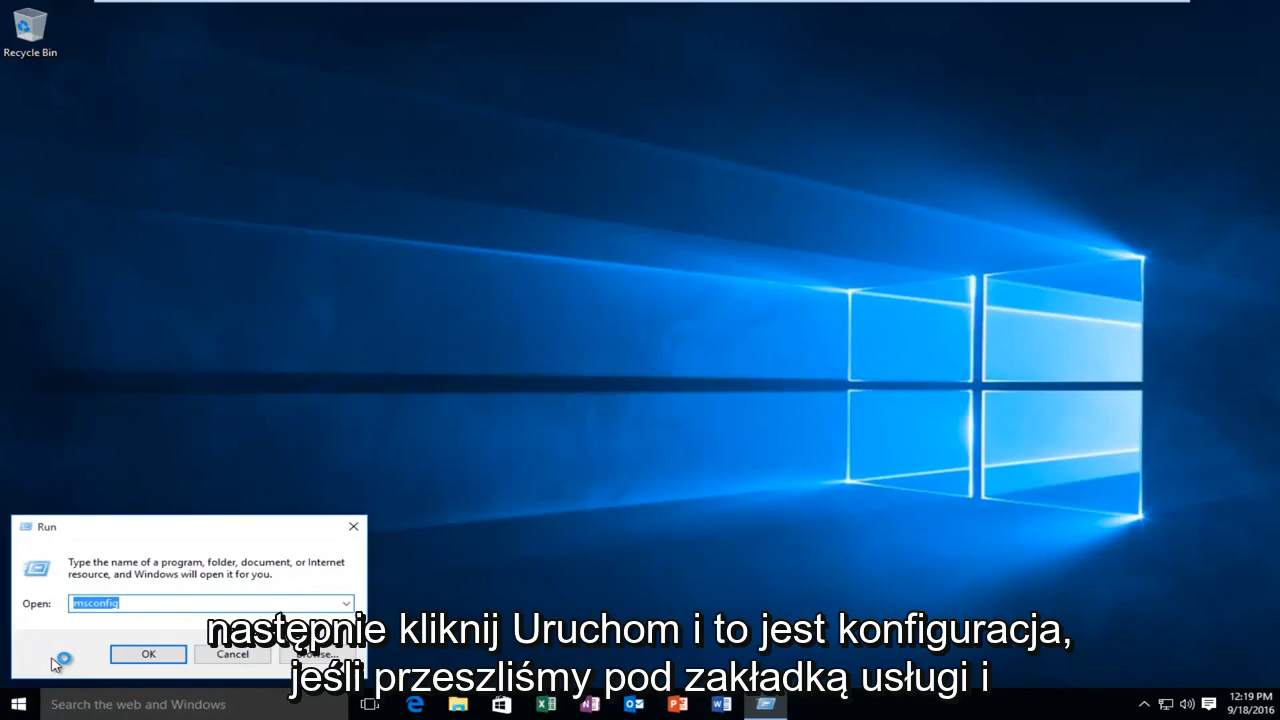 Recycle Bin
Run
Type the name of a program, folder, document, or Internet
resource, and Windows will open it for you.
Open:
msconfig
OK
Cancel
Browse...
następnie kliknij Uruchom i to jest konfiguracja,
jeśli przeszliśmy pod zakładką usługi i
Search the web and Windows
12:19 PM
9/18/2016